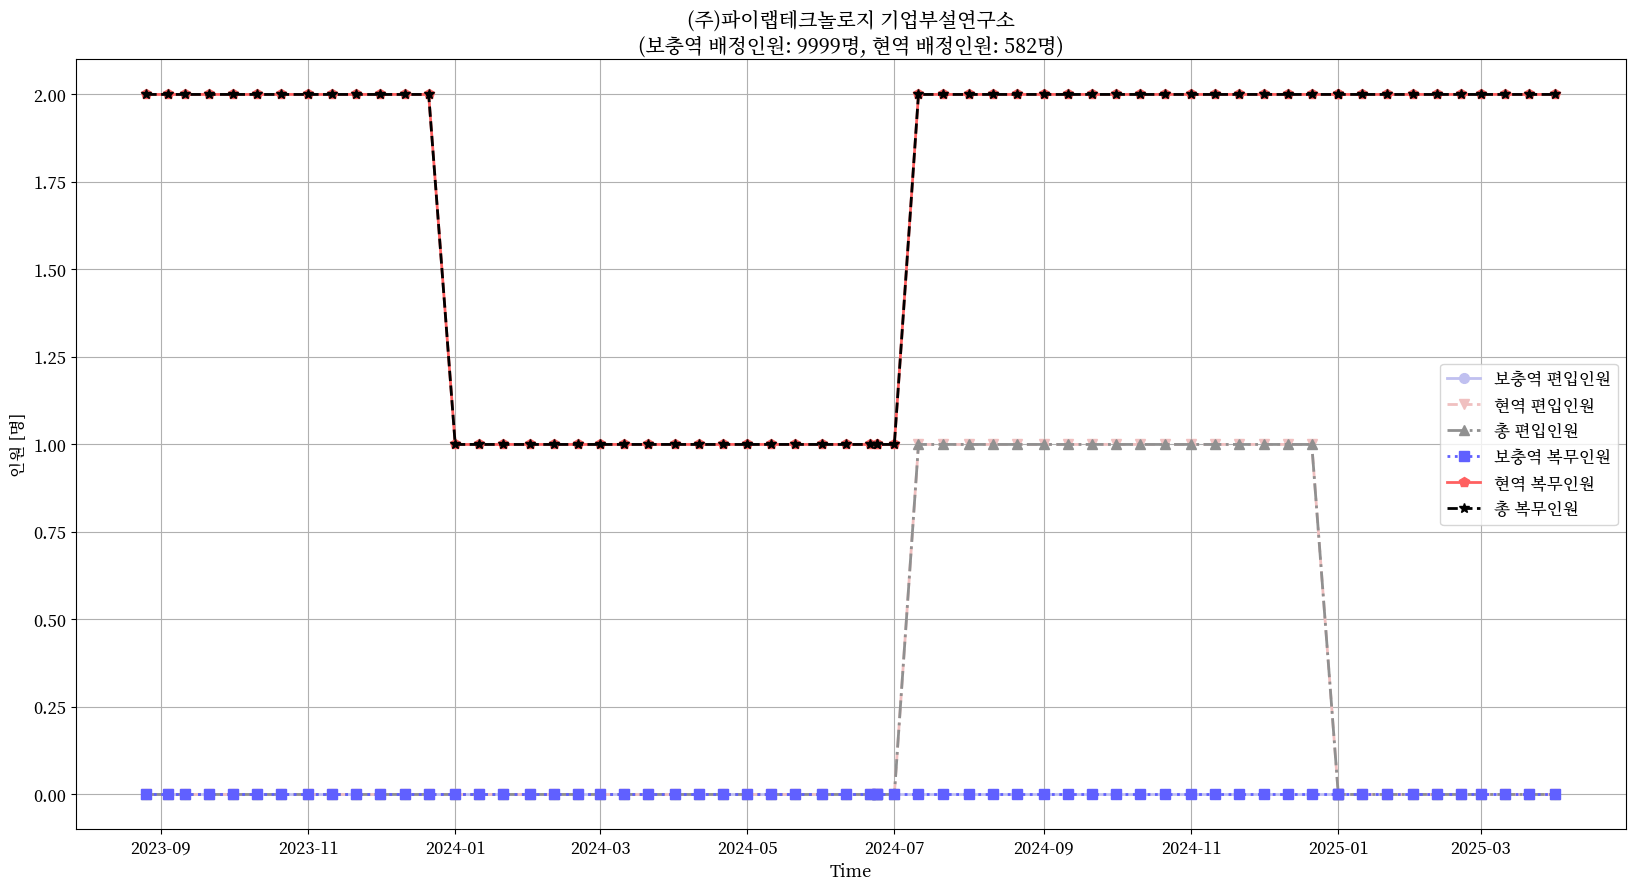 (주)파이랩테크놀로지 기업부설연구소
(보충역 배정인원: 9999명, 현역 배정인원: 582명)
2.00
1.75
1.50
1.25
1.00
0.75
0.50
0.25
0.00
인원 [명]
보충역 편입인원
현역 편입인원
총 편입인원
보충역 복무인원
현역 복무인원
총 복무인원
2023-09 2023-11 2024-01 2024-03 2024-05 2024-07 2024-09 2024-11 2025-01 2025-03
Time